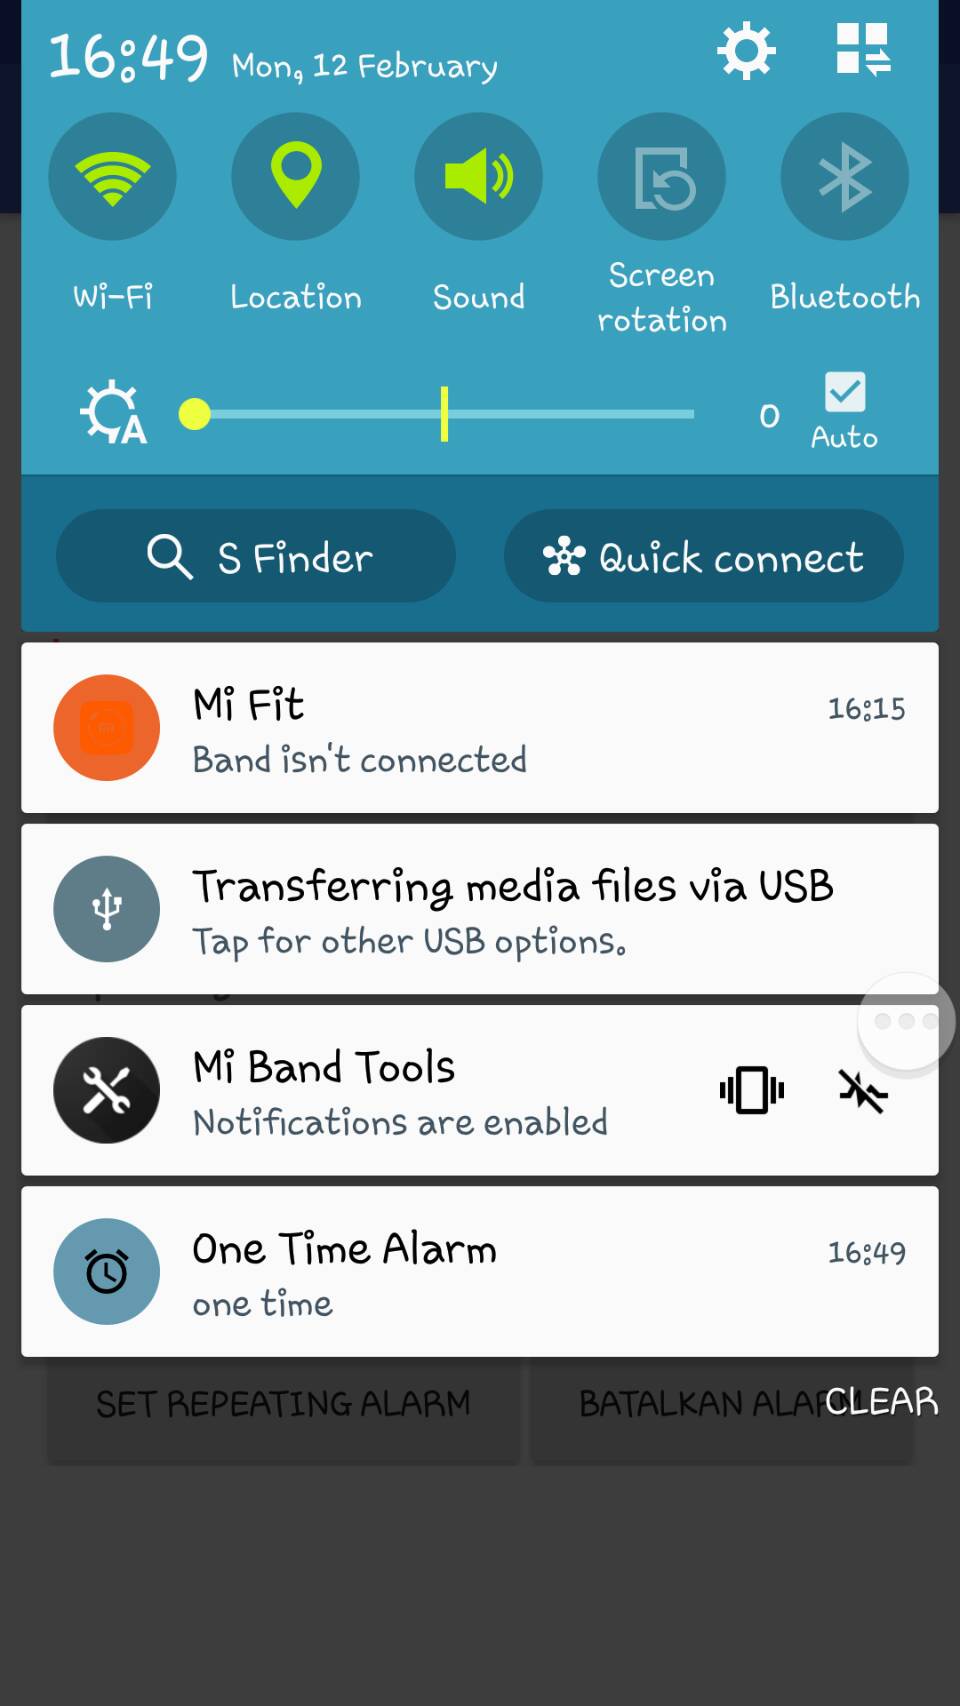 16:49 Mon, 12 February
Wi-Fi
Location
Sound
Screen
rotation
Bluetooth
A
0
Auto
S Finder
Quick connect
Mi Fit
16:15
Band isn't connected
Transferring media files via USB
Tap for other USB options.
Mi Band Tools
Notifications are enabled
One Time Alarm
16:49
one time
SET REPEATING ALARM
BATALKAN ALARM
CLEAR